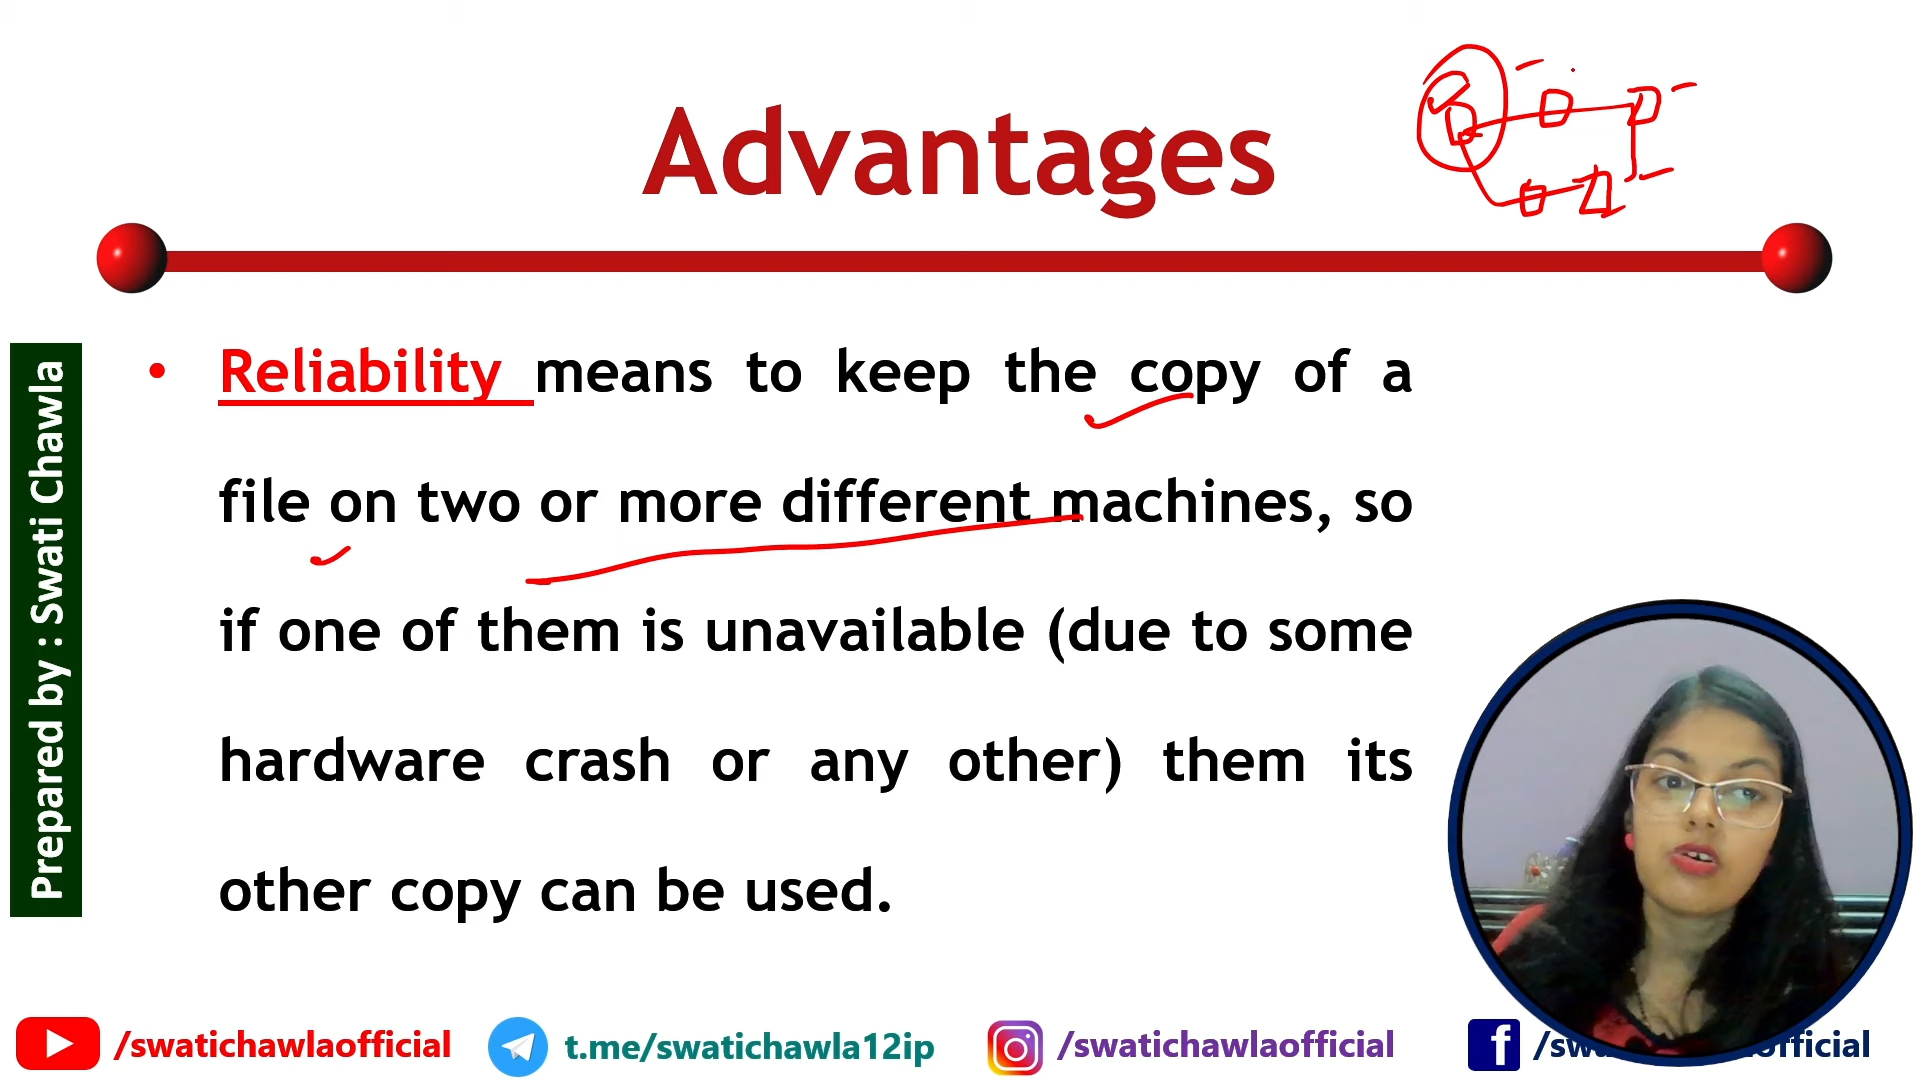 Advantages
• Reliability means to keep the copy of a
file on two or more different machines, so
if one of them is unavailable (due to some
hardware crash or any other) them its
other copy can be used.
Prepared by : Swati Chawla
/swatichawlaofficial
t.me/swatichawla12ip
/swatichawlaofficial